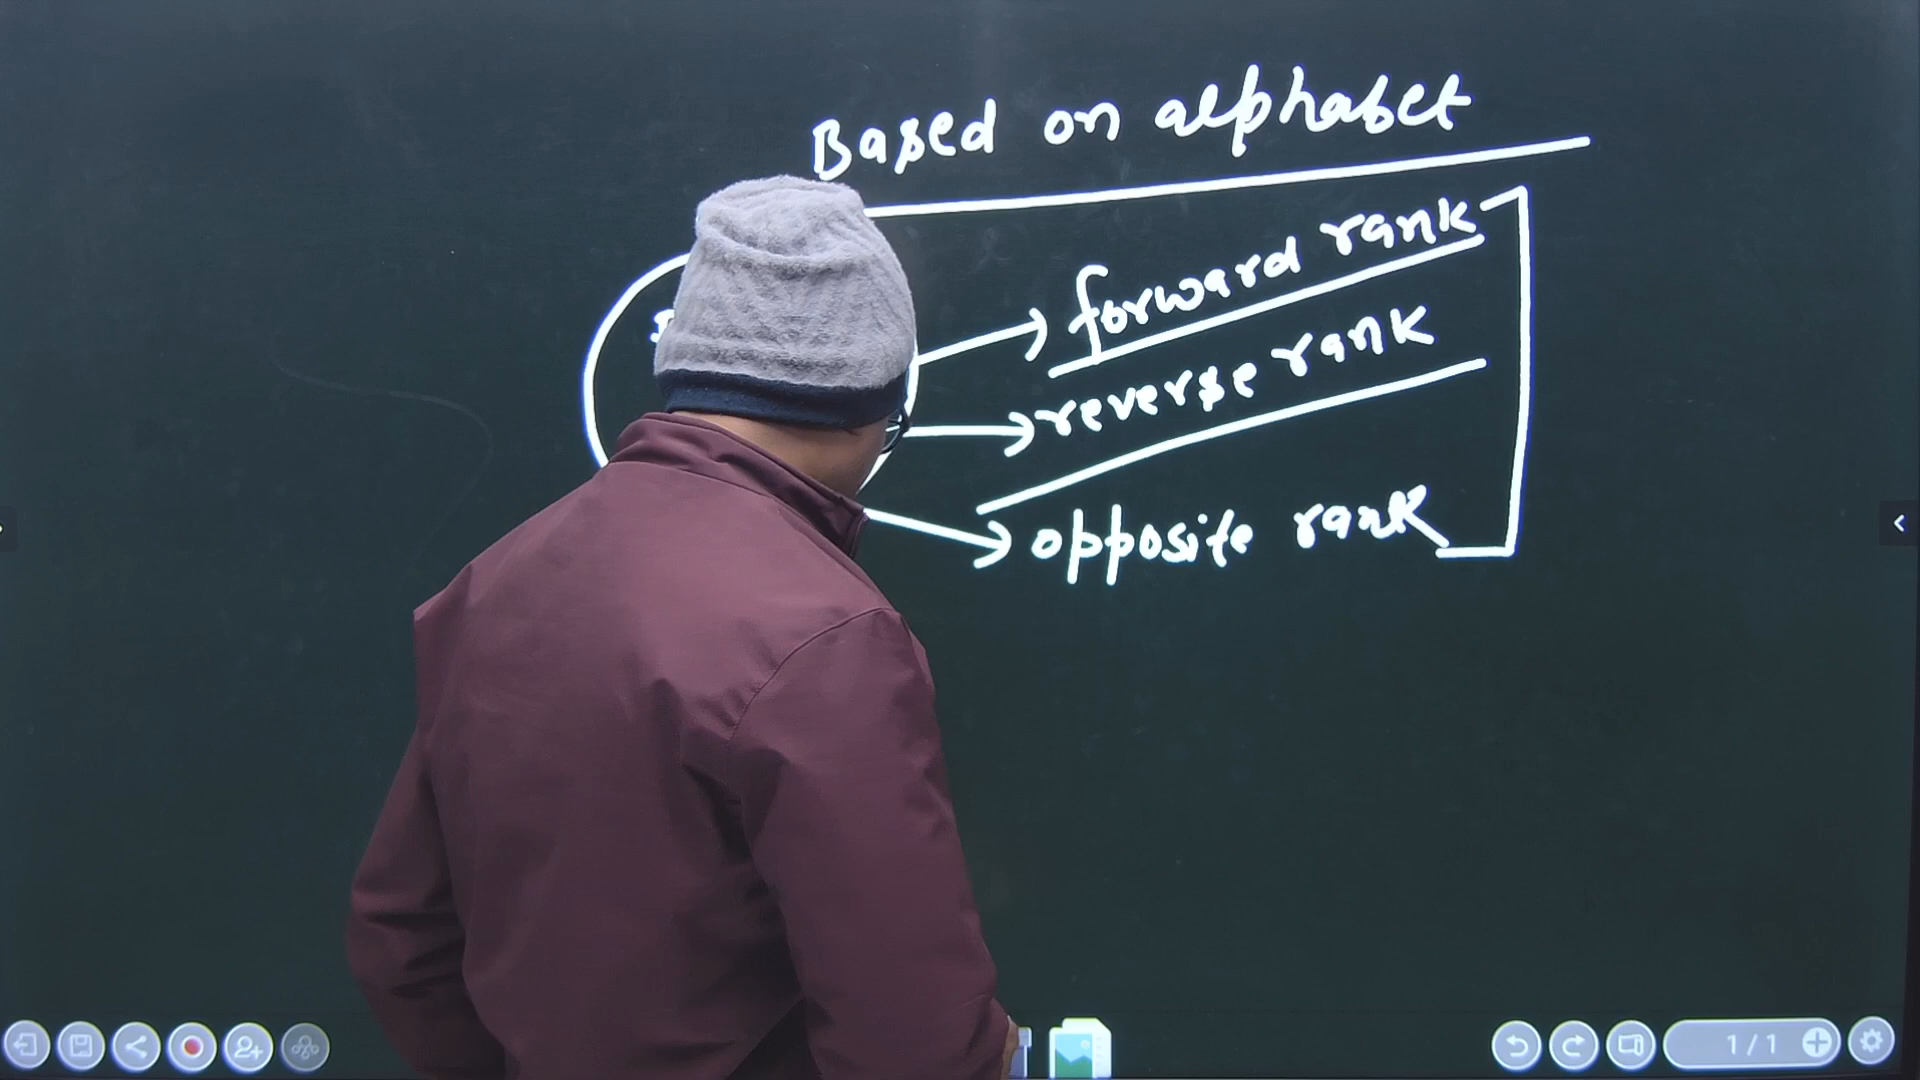 Based on alphabet
forward rank
reverse rank
opposite rank
1/1